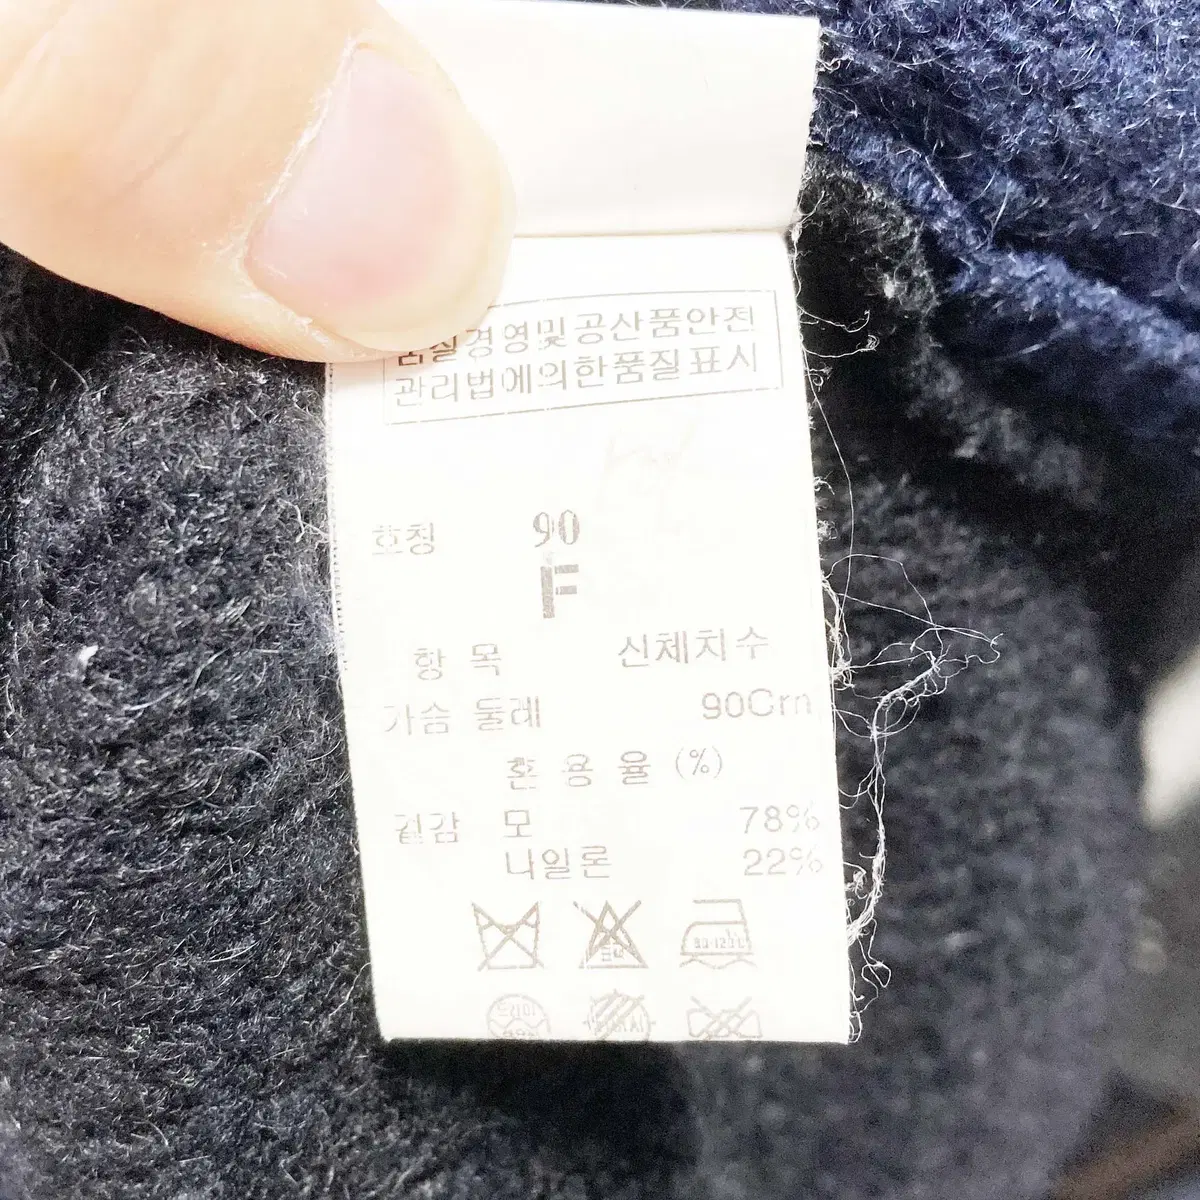 품질경영및공산품안전
관리법에의한품질표시
호칭 90
F
항 목 신체치수
가슴 둘레 90Cm
혼 용 율 (%)
겉감 모 78%
나일론 22%